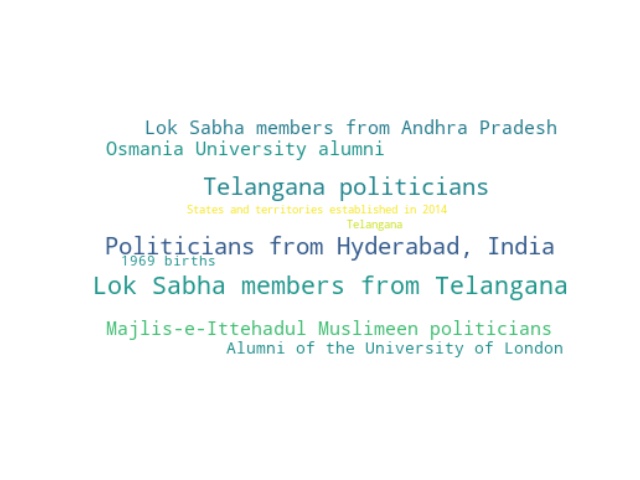 Lok Sabha members from Andhra Pradesh
Osmania University alumni
Telangana politicians
States and territories established in 2014
Telangana
Politicians from Hyderabad, India
1969 births
Lok Sabha members from Telangana
Majlis-e-Ittehadul Muslimeen politicians
Alumni of the University of London